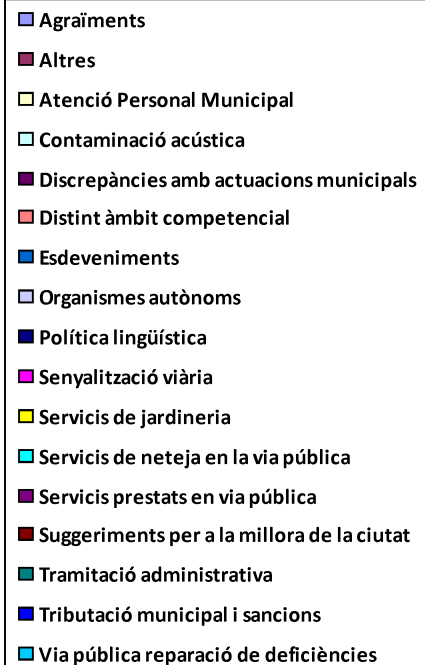 Agraïments
Altres
Atenció Personal Municipal
Contaminació acústica
Discrepàncies amb actuacions municipals
Distint àmbit competencial
Esdeveniments
Organismes autònoms
Política lingüística
Senyalització viària
Servicis de jardineria
Servicis de neteja en la via pública
Servicis prestats en via pública
Suggeriments per a la millora de la ciutat
Tramitació administrativa
Tributació municipal i sancions
Via pública reparació de deficiències